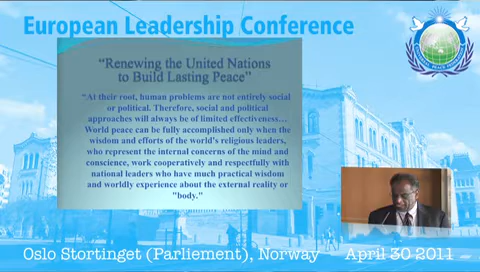 European Leadership Conference
"Renewing the United Nations
to Build Lasting Peace"
"At their root, human problems are not entirely social
or political. Therefore, social and political
approaches will always be of limited effectiveness...
World peace can be fully accomplished only when the
wisdom and efforts of the world's religious leaders,
who represent the internal concerns of the mind and
conscience, work cooperatively and respectfully with
national leaders who have much practical wisdom
and worldly experience about the external reality or
"body."
Oslo Stortinget (Parliement), Norway
April 30 2011